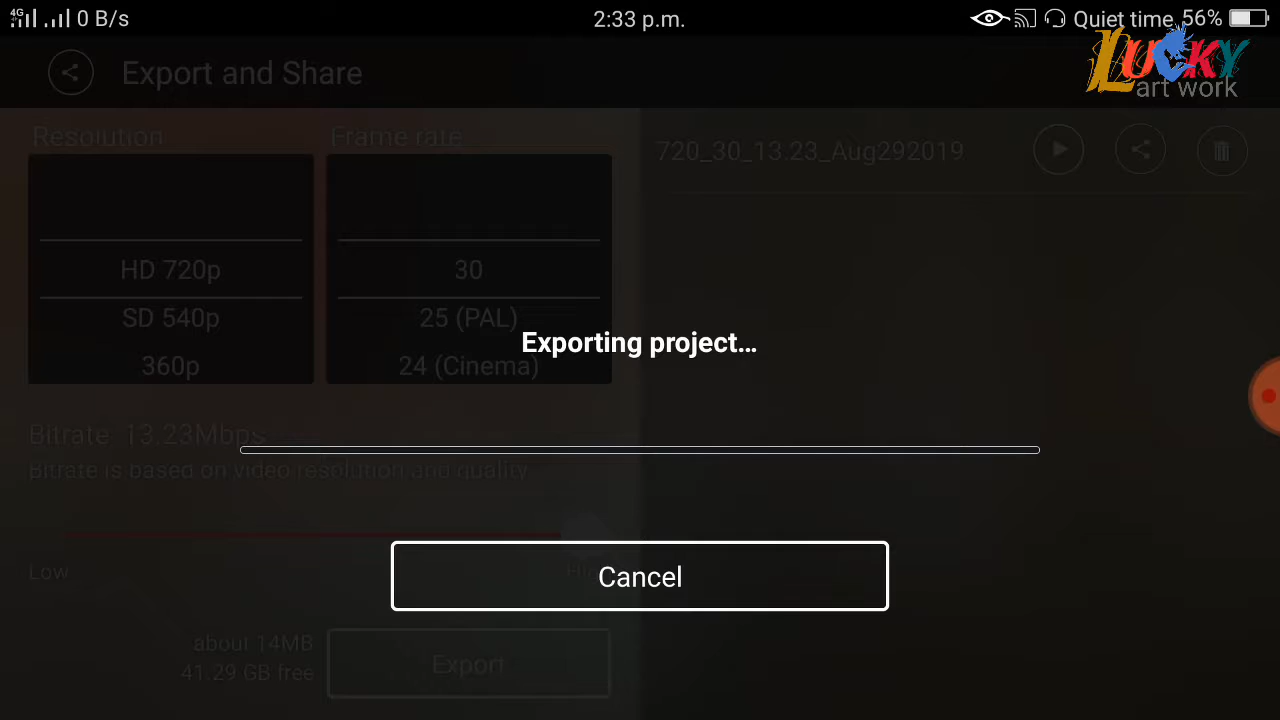 4G 0 B/s 2:33 p.m. Quiet time 56%
Export and Share
LUCKY
art work
Resolution Frame rate
720_30_13.23_Aug292019
HD 720p 30
SD 540p 25 (PAL)
360p 24 (Cinema)
Exporting project…
Bitrate 13.23Mbps
Bitrate is based on video resolution and quality
Low High
Cancel
about 14MB
41.29 GB free
Export